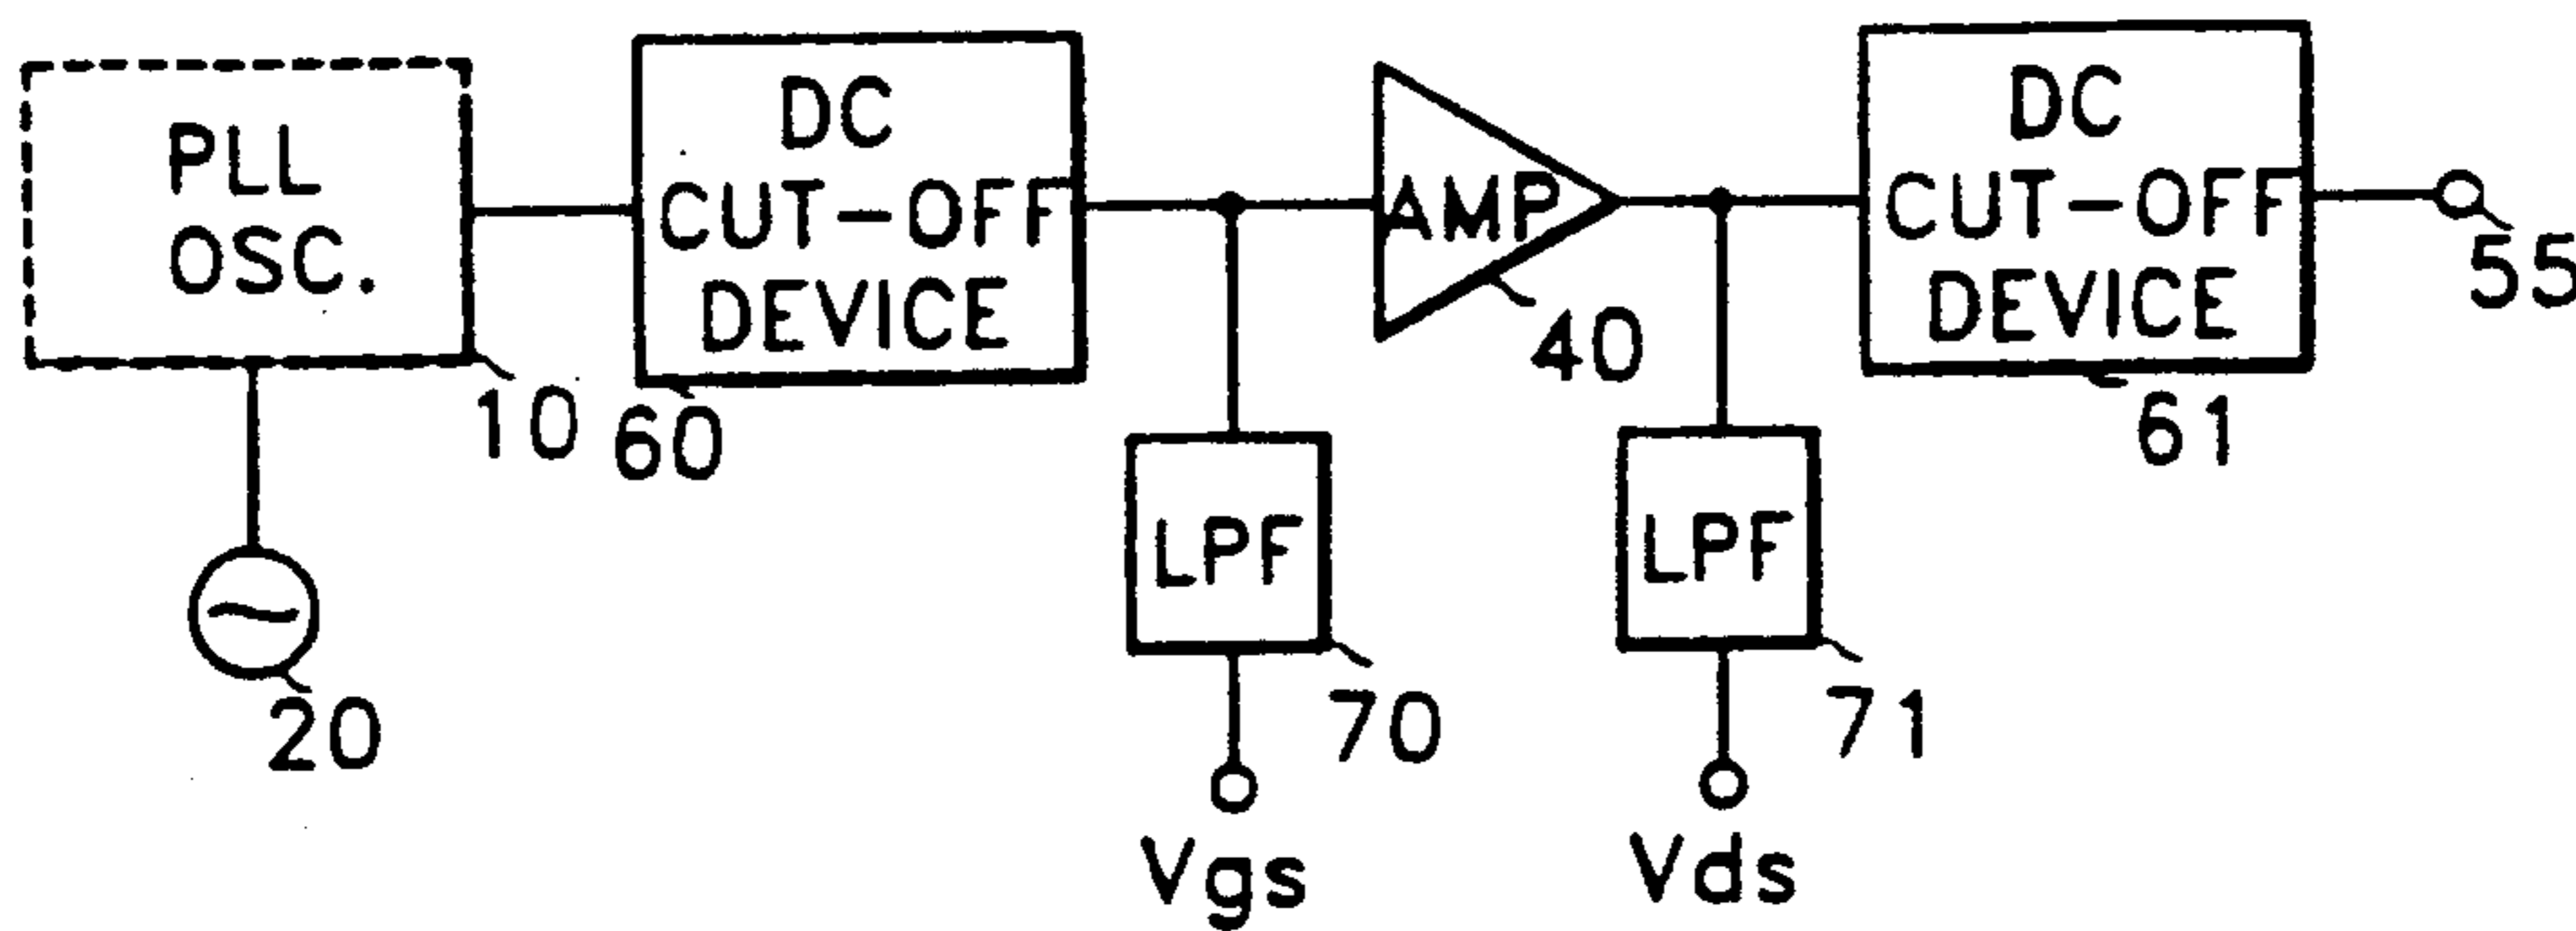 PLL
OSC.
10
20
DC
CUT-OFF
DEVICE
60
LPF
70
Vgs
AMP
40
LPF
71
Vds
DC
CUT-OFF
DEVICE
61
55